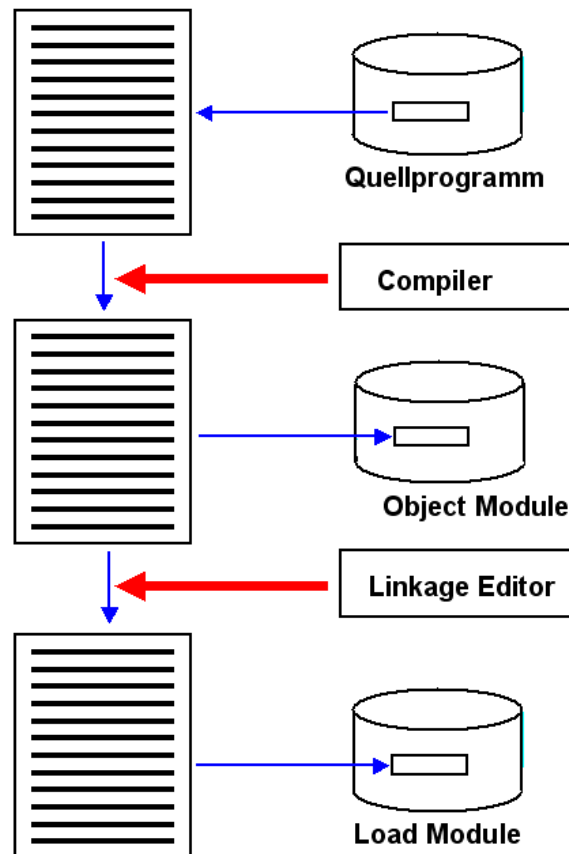 Quellprogramm
Compiler
Object Module
Linkage Editor
Load Module